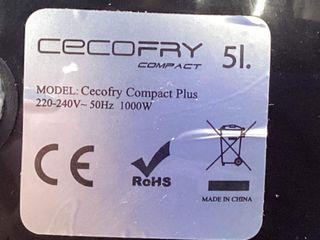 cecofry
COMPACT
5l.
MODEL: Cecofry Compact Plus
220-240V~ 50Hz 1000W
CE
RoHS
MADE IN CHINA